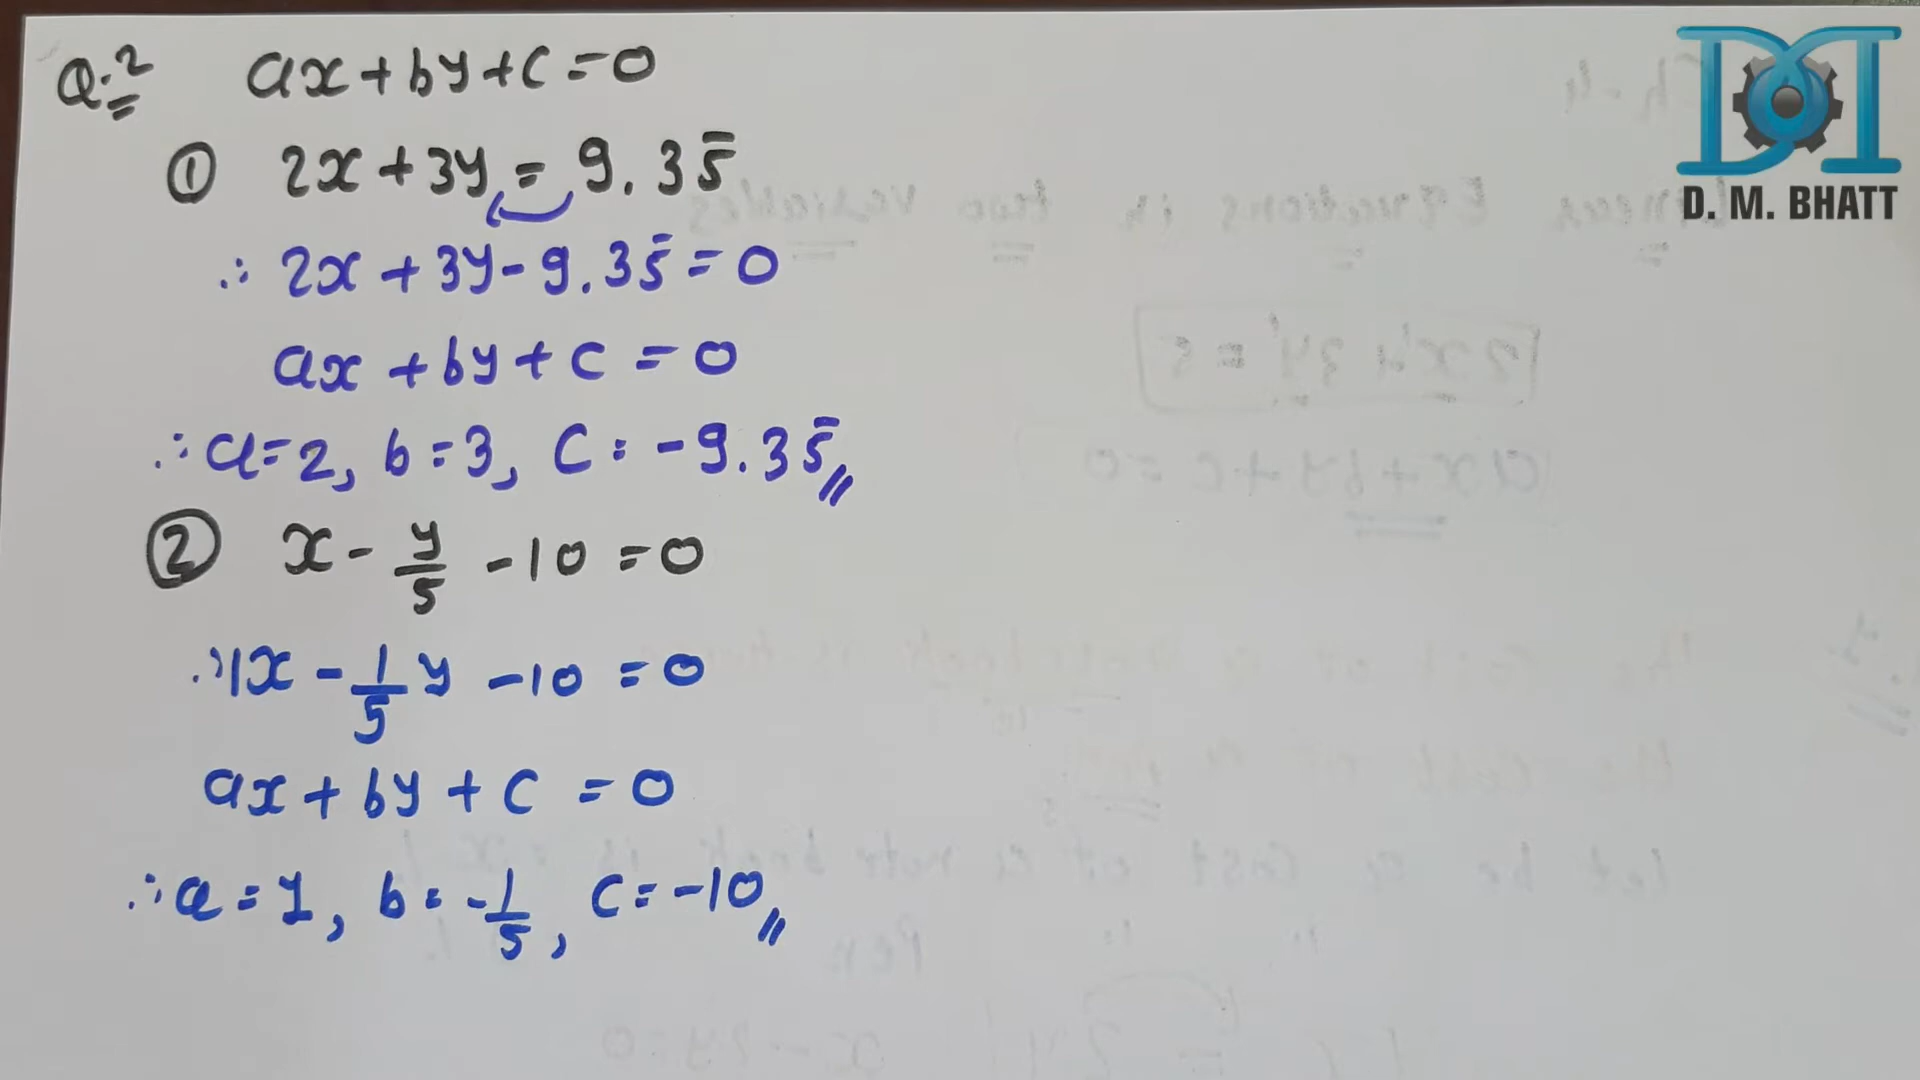 Q.2 ax+by+c=0
① 2x+3y=9.35̄
∴ 2x+3y-9.35̄=0
ax+by+c=0
∴ a=2, b=3, c=-9.35̄//
② x-y/5-10=0
∴ 1x-1/5y-10=0
ax+by+c=0
∴ a=1, b=-1/5, c=-10//
D. M. BHATT